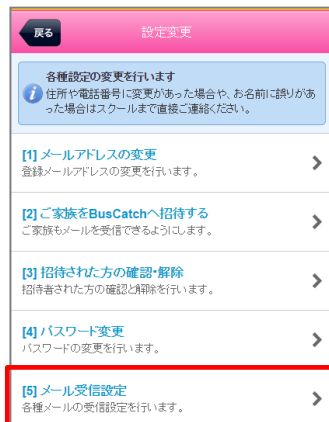 戻る
設定変更
各種設定の変更を行います
住所や電話番号に変更があった場合や、お名前に誤りがあ
った場合はスクールまで直接ご連絡ください。
[1] メールアドレスの変更
登録メールアドレスの変更を行います。
[2] ご家族をBusCatchへ招待する
ご家族もメールを受信できるようにします。
[3] 招待された方の確認・解除
招待者された方の確認と解除を行います。
[4] パスワード変更
パスワードの変更を行います。
[5] メール受信設定
各種メールの受信設定を行います。